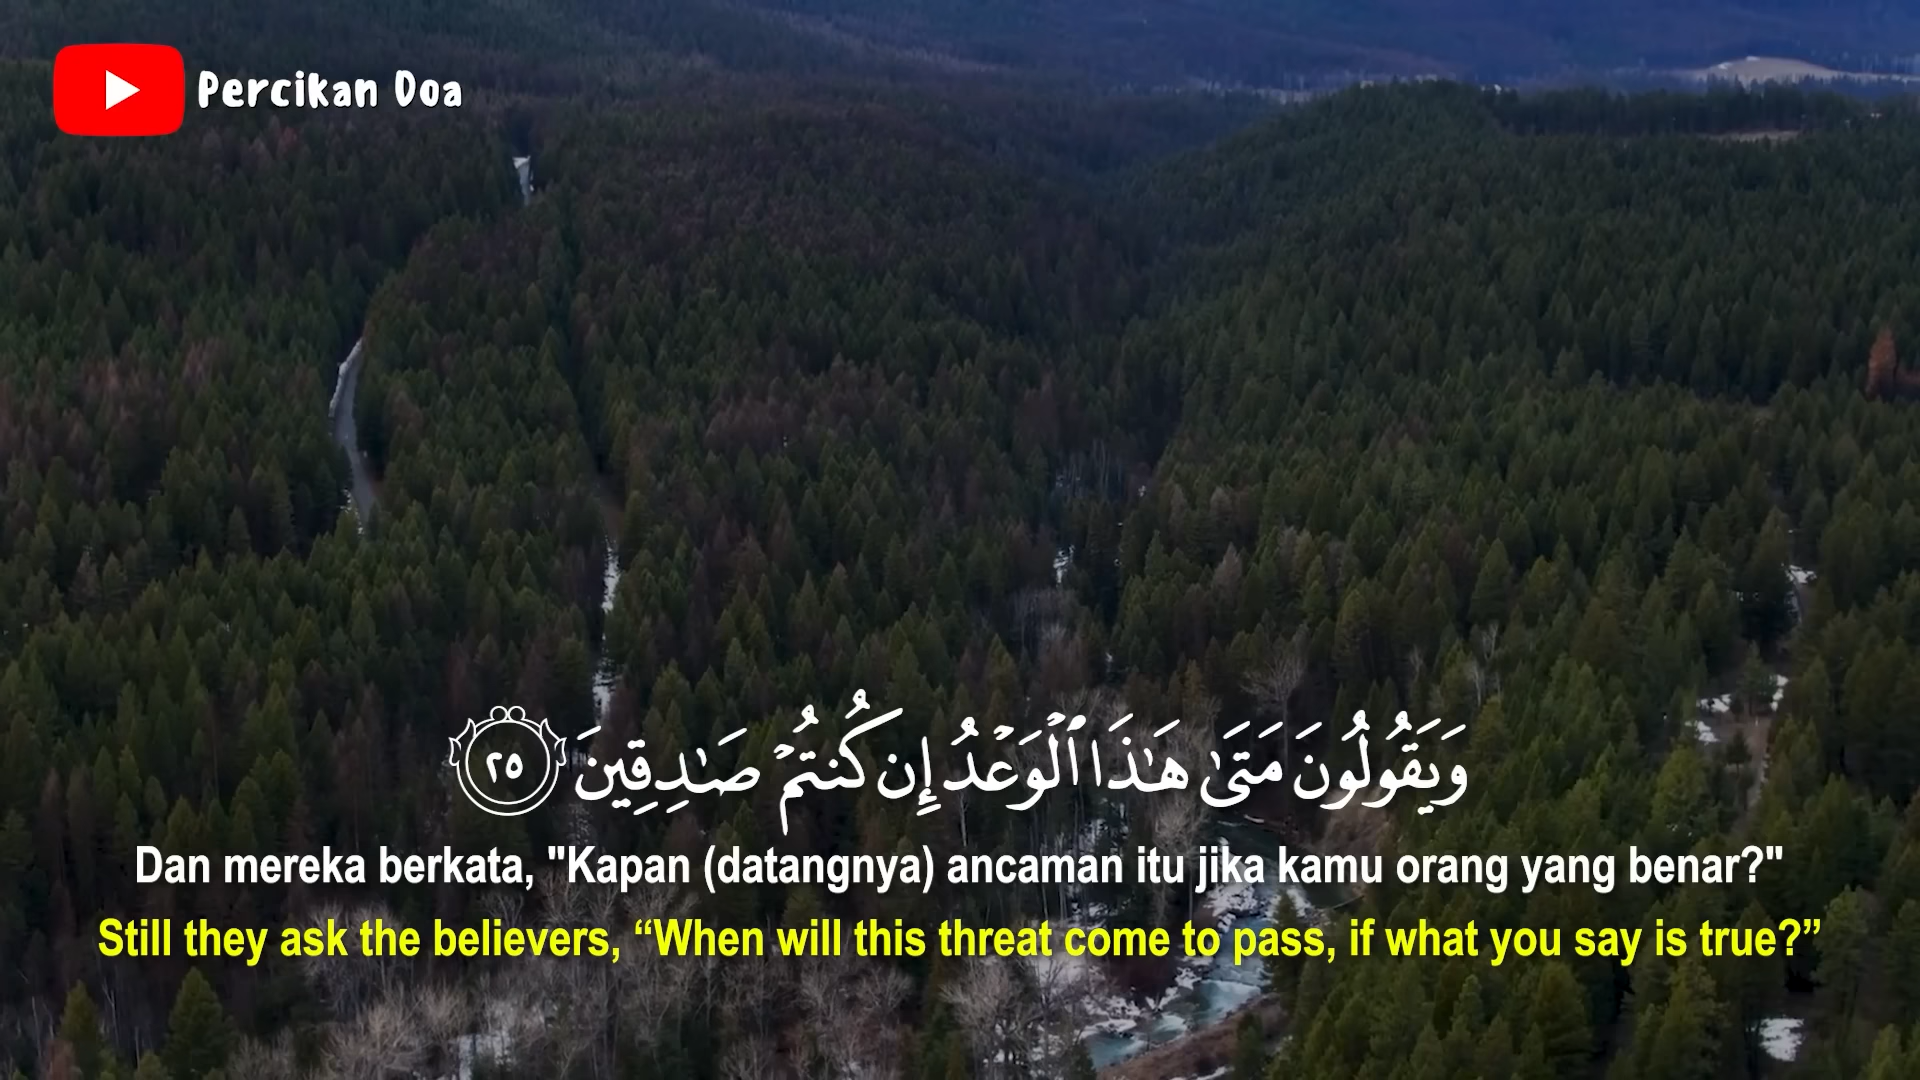 Percikan Doa
وَيَقُولُونَ مَتَىٰ هَـٰذَا ٱلْوَعْدُ إِن كُنتُمْ صَـٰدِقِينَ ٢٥
Dan mereka berkata, "Kapan (datangnya) ancaman itu jika kamu orang yang benar?"
Still they ask the believers, “When will this threat come to pass, if what you say is true?”